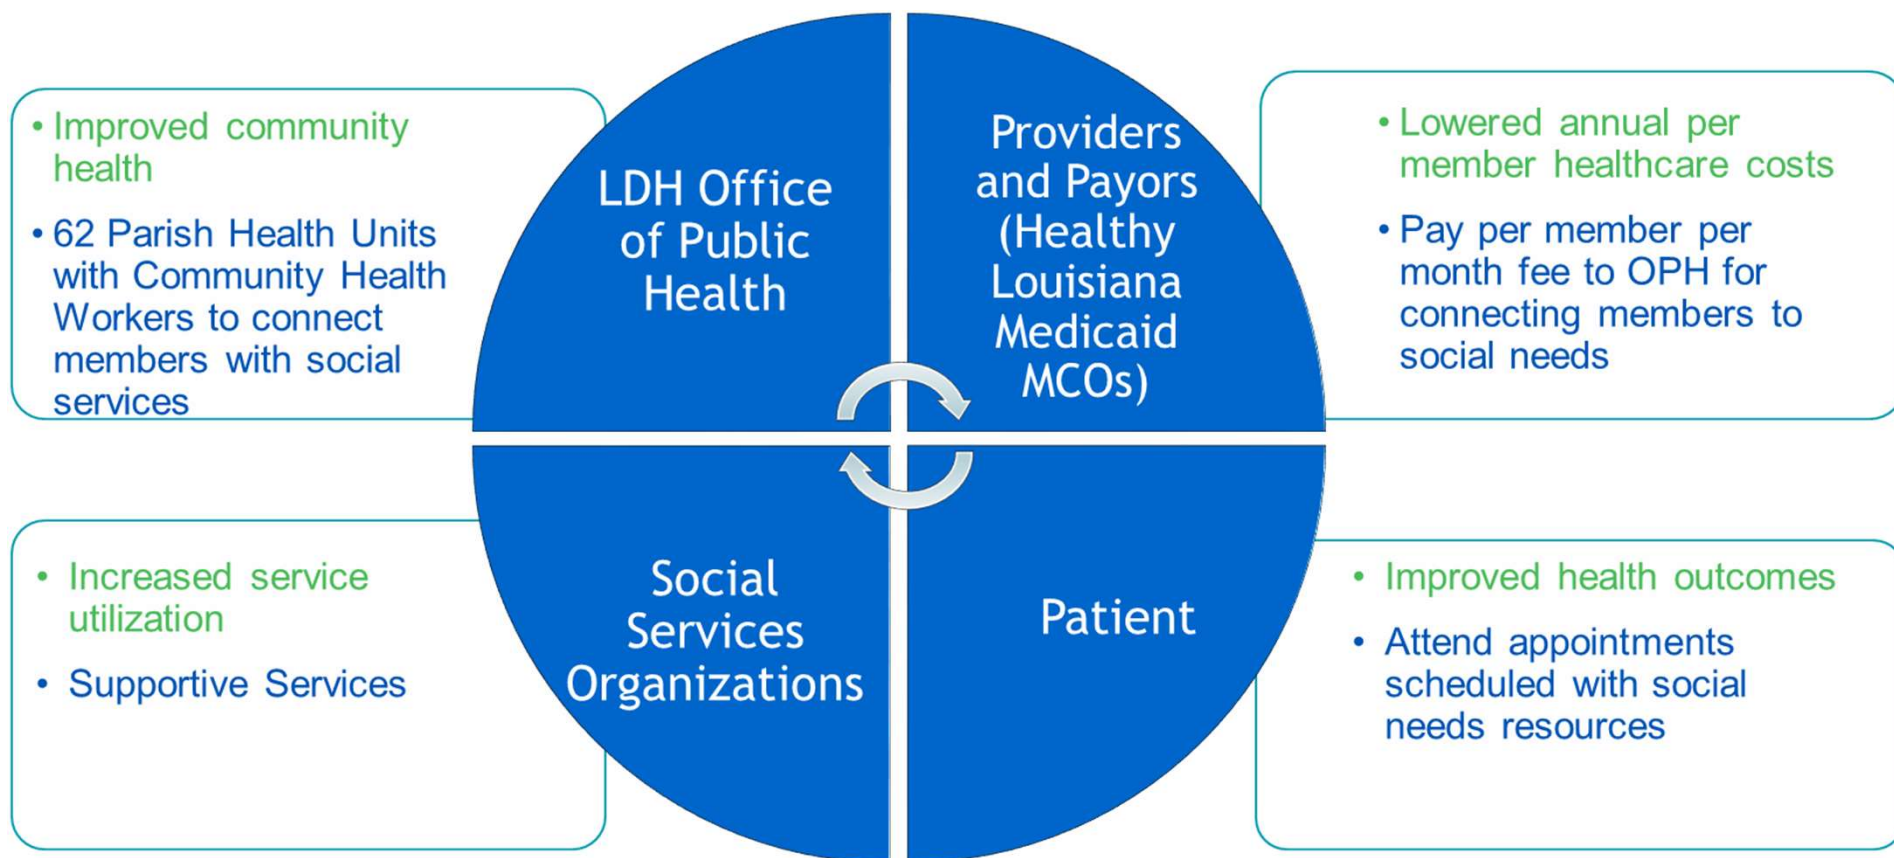 • Improved community
health
• 62 Parish Health Units
with Community Health
Workers to connect
members with social
services
LDH Office
of Public
Health
Providers
and Payors
(Healthy
Louisiana
Medicaid
MCOs)
• Lowered annual per
member healthcare costs
• Pay per member per
month fee to OPH for
connecting members to
social needs
• Increased service
utilization
• Supportive Services
Social
Services
Organizations
Patient
• Improved health outcomes
• Attend appointments
scheduled with social
needs resources